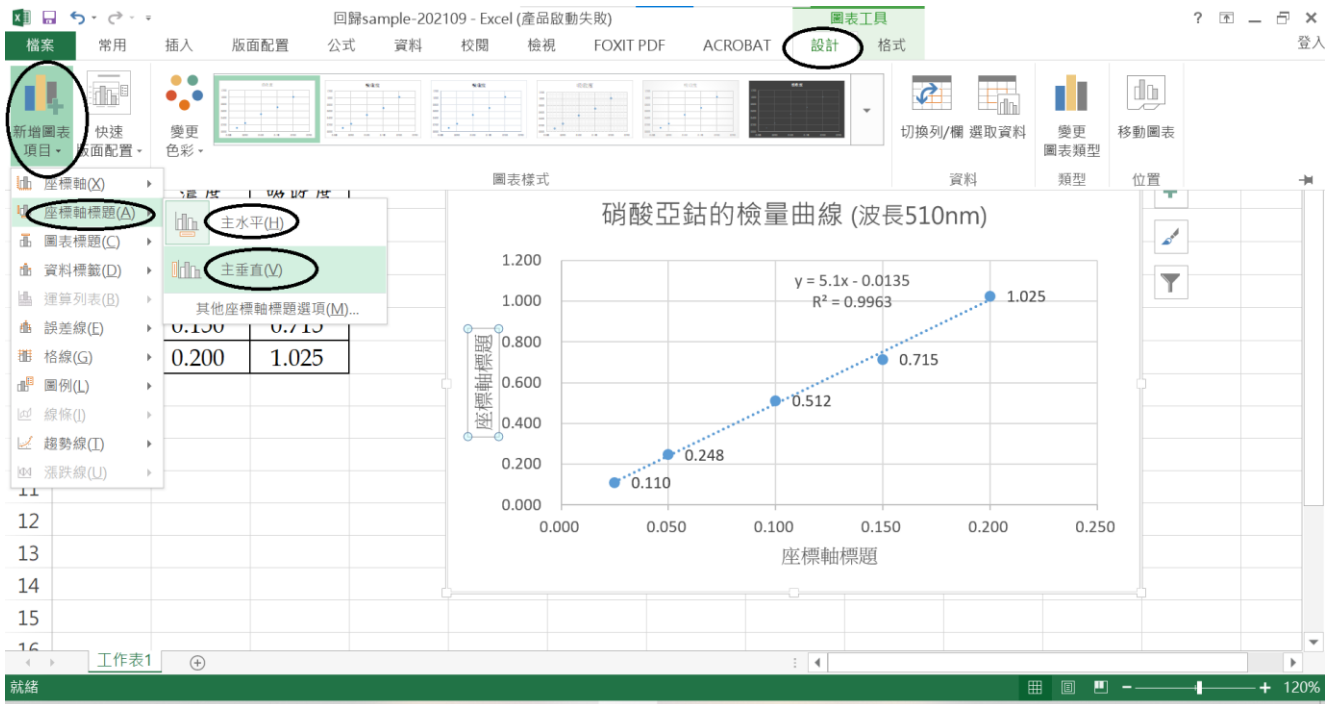 回歸sample-202109 - Excel (產品啟動失敗)
圖表工具
?
檔案 常用 插入 版面配置 公式 資料 校閱 檢視 FOXIT PDF ACROBAT 設計 格式
登入
新增圖表
項目
快速
版面配置
變更
色彩
切換列/欄 選取資料
變更
圖表類型
移動圖表
圖表樣式 資料 類型 位置
座標軸(X)
座標軸標題(A)
圖表標題(C)
資料標籤(D)
運算列表(B)
誤差線(E)
格線(G)
圖例(L)
線條(I)
趨勢線(T)
漲跌線(U)
主水平(H)
主垂直(V)
其他座標軸標題選項(M)...
濃度 吸收度
0.150 0.715
0.200 1.025
11
12
13
14
15
16
硝酸亞鈷的檢量曲線 (波長510nm)
y = 5.1x - 0.0135
R² = 0.9963
1.200
1.000
0.800
0.600
0.400
0.200
0.000
座標軸標題
1.025
0.715
0.512
0.248
0.110
0.000 0.050 0.100 0.150 0.200 0.250
座標軸標題
工作表1
就緒
120%